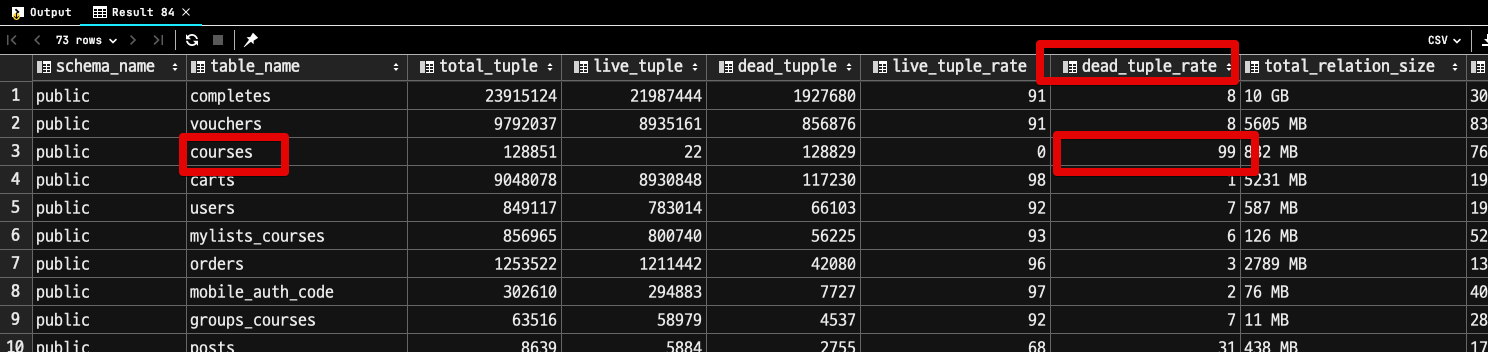 Output Result 84 ×
73 rows CSV
schema_name table_name total_tuple live_tuple dead_tupple live_tuple_rate dead_tuple_rate total_relation_size
1 public completes 23915124 21987444 1927680 91 8 10 GB 30
2 public vouchers 9792037 8935161 856876 91 8 5605 MB 83
3 public courses 128851 22 128829 0 99 MB 76
4 public carts 9048078 8930848 117230 98 1 5231 MB 19
5 public users 849117 783014 66103 92 7 587 MB 19
6 public mylists_courses 856965 800740 56225 93 6 126 MB 52
7 public orders 1253522 1211442 42080 96 3 2789 MB 13
8 public mobile_auth_code 302610 294883 7727 97 2 76 MB 40
9 public groups_courses 63516 58979 4537 92 7 11 MB 28
10 public posts 8639 5884 2755 68 31 438 MB 17